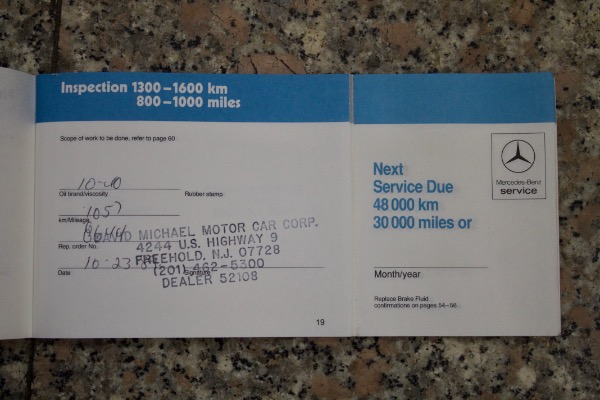 Inspection 1300–1600 km
800–1000 miles
Scope of work to be done, refer to page 60
10-40
Oil brand/viscosity
Rubber stamp
1057
km/Mileage
MICHAEL MOTOR CAR CORP.
4244 U.S. HIGHWAY 9
FREEHOLD, N.J. 07728
(201) 462-5300
DEALER 52108
Rep. order No.
10-23-
Date
Signature
19
Mercedes-Benz
service
Next
Service Due
48 000 km
30 000 miles or
Month/year
Replace Brake Fluid
confirmations on pages 54–56.